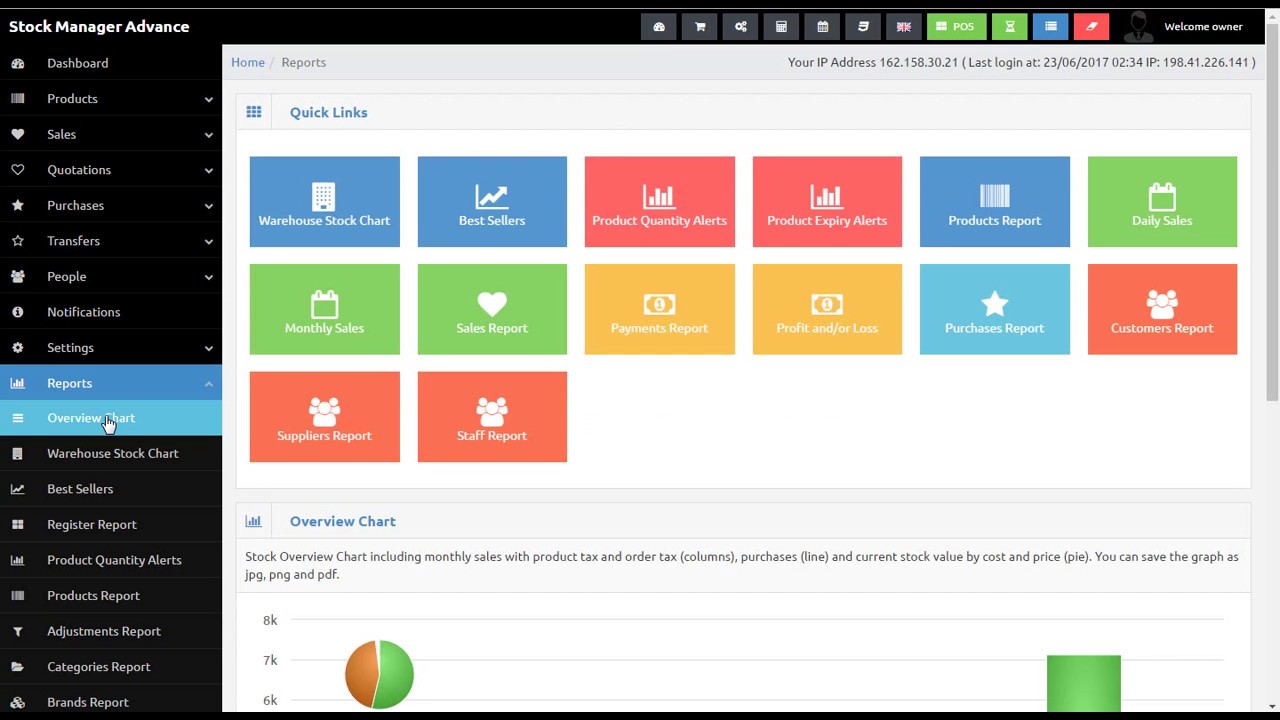 Stock Manager Advance
POS
Welcome owner
Dashboard
Products
Sales
Quotations
Purchases
Transfers
People
Notifications
Settings
Reports
Overview Chart
Warehouse Stock Chart
Best Sellers
Register Report
Product Quantity Alerts
Products Report
Adjustments Report
Categories Report
Brands Report
Home / Reports
Your IP Address 162.158.30.21 ( Last login at: 23/06/2017 02:34 IP: 198.41.226.141 )
Quick Links
Warehouse Stock Chart
Best Sellers
Product Quantity Alerts
Product Expiry Alerts
Products Report
Daily Sales
Monthly Sales
Sales Report
Payments Report
Profit and/or Loss
Purchases Report
Customers Report
Suppliers Report
Staff Report
Overview Chart
Stock Overview Chart including monthly sales with product tax and order tax (columns), purchases (line) and current stock value by cost and price (pie). You can save the graph as
jpg, png and pdf.
8k
7k
6k